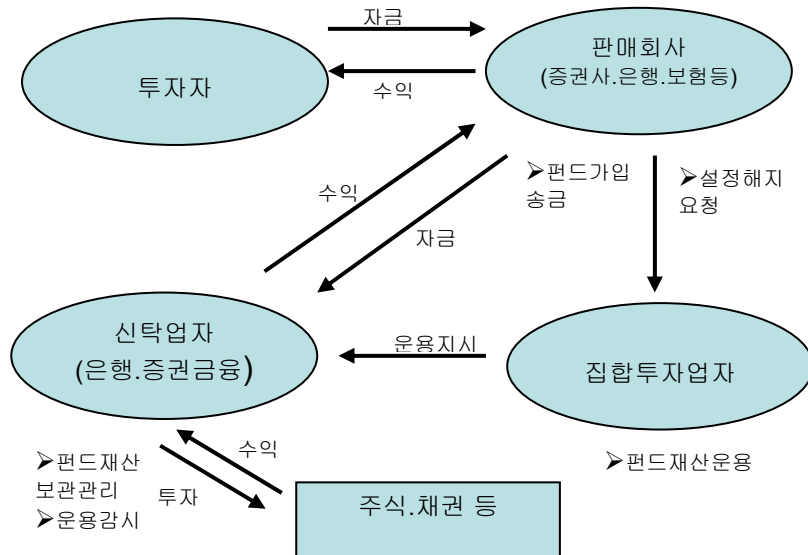 자금
투자자
판매회사
(증권사.은행.보험등)
수익
수익
➢펀드가입
송금
➢설정해지
요청
자금
신탁업자
(은행.증권금융)
운용지시
집합투자업자
➢펀드재산
보관관리
➢운용감시
수익
투자
➢펀드재산운용
주식.채권 등